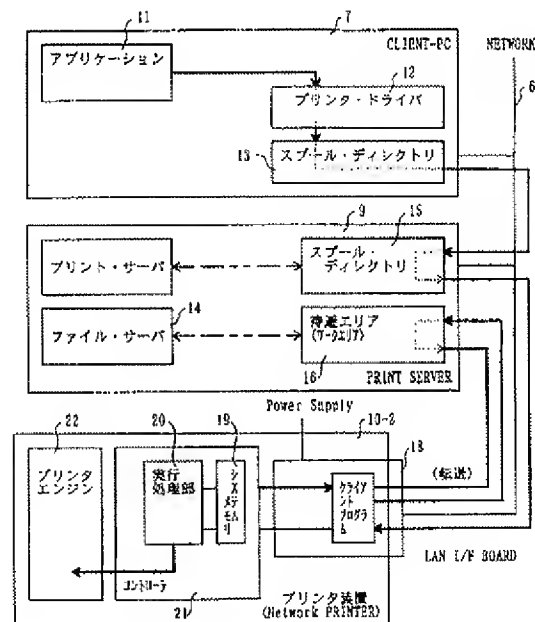 11
7
アプリケーション
CLIENT-PC
NETWORK
12
6
プリンタ・ドライバ
13
スプール・ディレクトリ
9
15
プリント・サーバ
スプール・
ディレクトリ
14
ファイル・サーバ
待避エリア
(ワークエリア)
16
PRINT SERVER
Power Supply
22
20
19
10-2
18
プリンタ
エンジン
実行
処理部
システムメモリ
クライア
ント
プログラ
ム
(転送)
LAN I/F BOARD
コントローラ
21
プリンタ装置
(Network PRINTER)